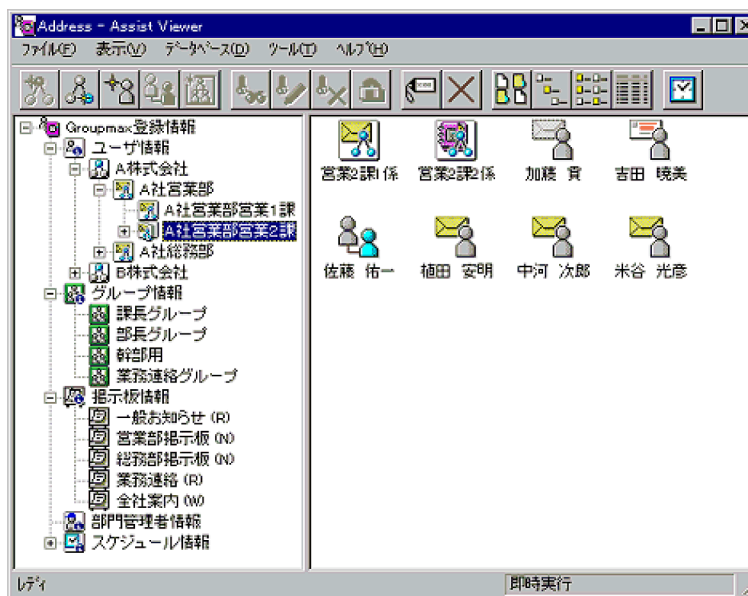 Address - Assist Viewer
ファイル(F) 表示(V) データベース(D) ツール(T) ヘルプ(H)
Groupmax登録情報
ユーザ情報
A株式会社
A社営業部
A社営業部営業1課
A社営業部営業2課
A社総務部
B株式会社
グループ情報
課長グループ
部長グループ
幹部用
業務連絡グループ
掲示板情報
一般お知らせ(R)
営業部掲示板(N)
総務部掲示板(N)
業務連絡(R)
全社案内(W)
部門管理者情報
スケジュール情報
営業2課1係 営業2課2係 加藤 貢 吉田 暁美
佐藤 佑一 植田 安明 中河 次郎 米谷 光彦
レディ 即時実行